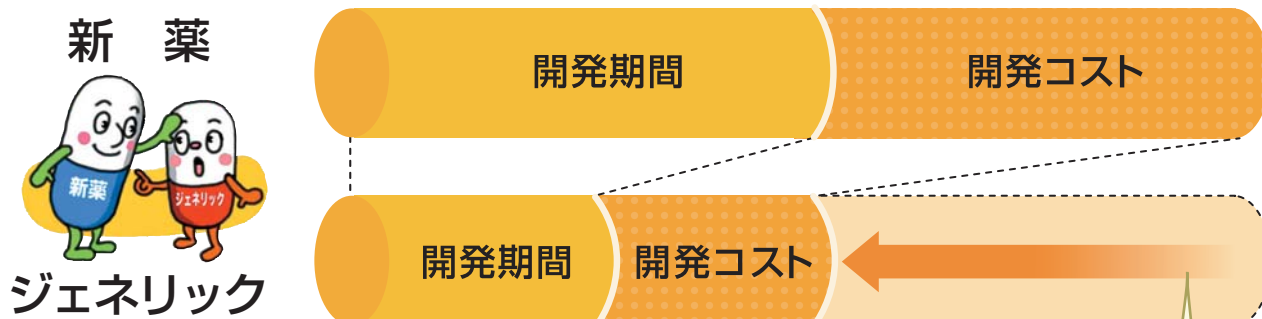 新　薬
開発期間
開発コスト
新薬
ジェネリック
開発期間
開発コスト
ジェネリック